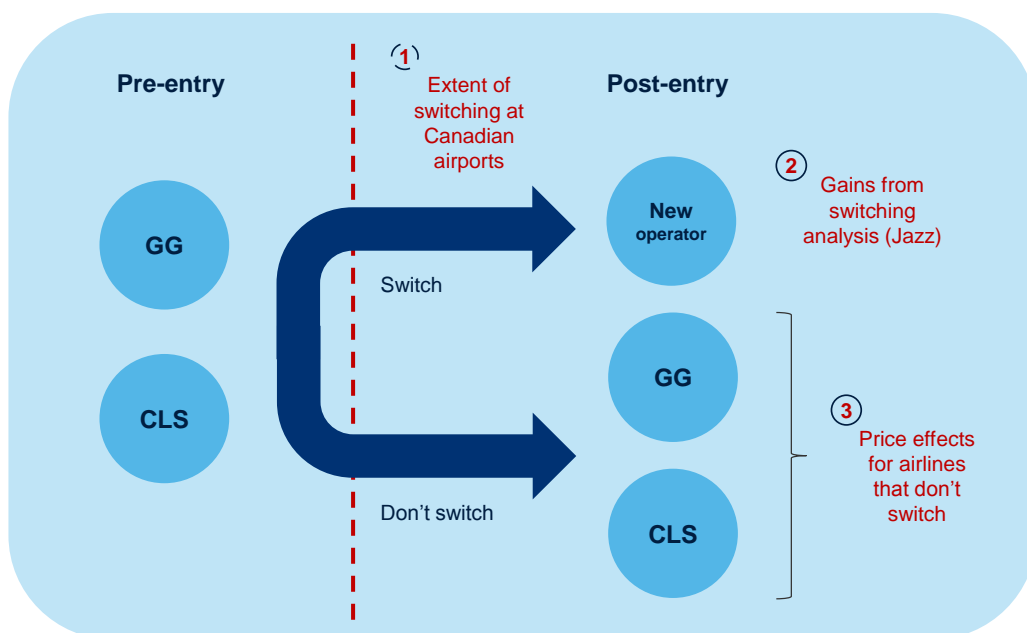 Pre-entry
GG
CLS
1
Extent of
switching at
Canadian
airports
Switch
Don't switch
Post-entry
New
operator
GG
CLS
2
Gains from
switching
analysis (Jazz)
3
Price effects
for airlines
that don't
switch